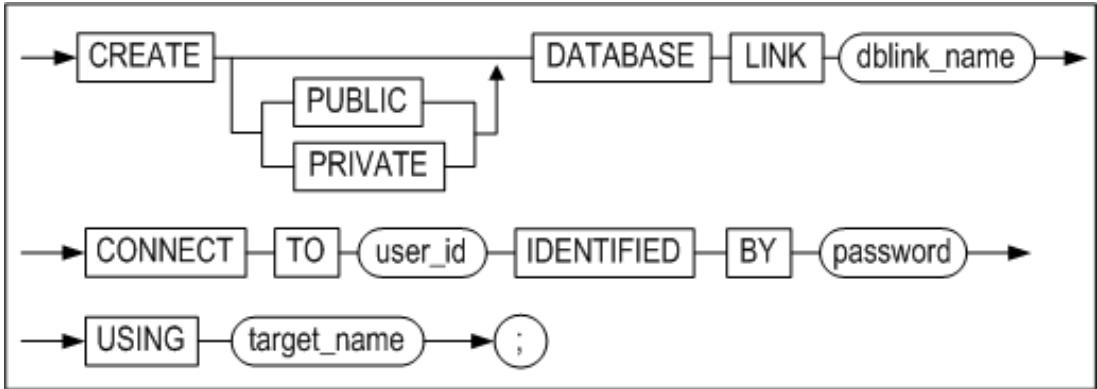 CREATE DATABASE LINK dblink_name
PUBLIC
PRIVATE
CONNECT TO user_id IDENTIFIED BY password
USING target_name ;